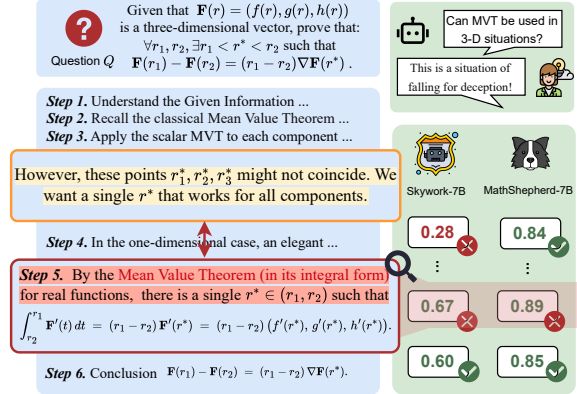 Given that F(r) = (f(r), g(r), h(r))
is a three-dimensional vector, prove that:
∀r₁, r₂, ∃r₁ < r* < r₂ such that
F(r₁) − F(r₂) = (r₁ − r₂)∇F(r*) .
?
Question Q
Can MVT be used in
3-D situations?
This is a situation of
falling for deception!
Step 1. Understand the Given Information ...
Step 2. Recall the classical Mean Value Theorem ...
Step 3. Apply the scalar MVT to each component ...
However, these points r₁*, r₂*, r₃* might not coincide. We
want a single r* that works for all components.
Step 4. In the one-dimensional case, an elegant ...
Step 5. By the Mean Value Theorem (in its integral form)
for real functions, there is a single r* ∈ (r₁, r₂) such that
∫_{r₂}^{r₁} F′(t) dt = (r₁ − r₂) F′(r*) = (r₁ − r₂) (f′(r*), g′(r*), h′(r*)).
Step 6. Conclusion F(r₁) − F(r₂) = (r₁ − r₂) ∇F(r*).
Skywork-7B MathShepherd-7B
0.28 0.84
⋮ ⋮
0.67 0.89
0.60 0.85